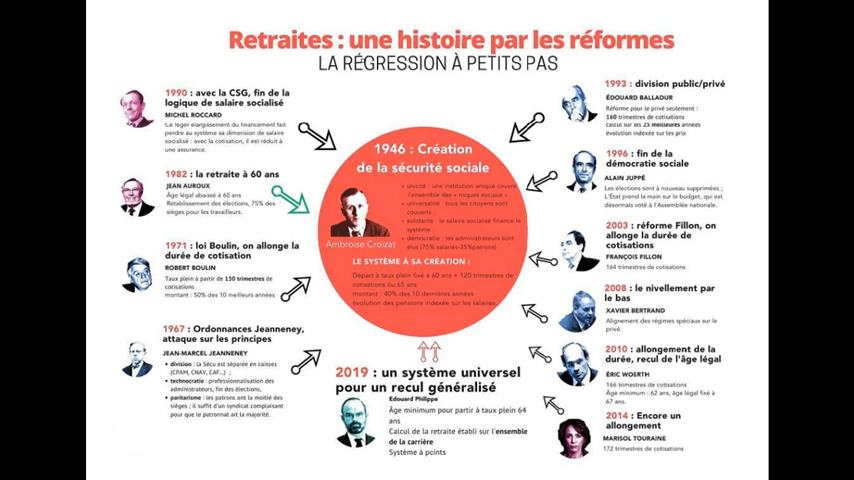 Retraites : une histoire par les réformes
LA RÉGRESSION À PETITS PAS
1990 : avec la CSG, fin de la
logique de salaire socialisé
MICHEL ROCCARD
Ce léger élargissement du financement fait
perdre au système sa dimension de salaire
socialisé : avec la cotisation, il est réduit à
une assurance.
1982 : la retraite à 60 ans
JEAN AUROUX
Âge légal abaissé à 60 ans
Rétablissement des élections, 75% des
sièges pour les travailleurs.
1971 : loi Boulin, on allonge la
durée de cotisation
ROBERT BOULIN
Taux plein à partir de 150 trimestres de
cotisations
montant : 50% des 10 meilleurs années
1967 : Ordonnances Jeanneney,
attaque sur les principes
JEAN-MARCEL JEANNENEY
• division : la Sécu est séparée en caisses
(CPAM, CNAV, CAF...) ;
• technocratie : professionnalisation des
administrateurs, fin des élections,
• paritarisme : les patrons ont la moitié des
sièges ; il suffit d'un syndicat complaisant
pour que le patronnat ait la majorité.
1946 : Création
de la sécurité sociale
• unicité : une institution unique couvre
l'ensemble des « risques sociaux » ;
• universalité : tous les citoyens sont
couverts ;
• solidarité : le salaire socialisé finance le
système ;
• démocratie : les administrateurs sont
élus (75% salariés-25%patrons)
Ambroise Croizat
LE SYSTÈME À SA CRÉATION :
Départ à taux plein fixé à 60 ans + 120 trimestres de
cotisations ou 65 ans
montant : 40% des 10 dernières années
évolution des pensions indexée sur les salaires.
2019 : un système universel
pour un recul généralisé
Edouard Philippe
Âge minimum pour partir à taux plein 64
ans
Calcul de la retraite établi sur l'ensemble
de la carrière
Système à points
1993 : division public/privé
ÉDOUARD BALLADUR
Réforme pour le privé seulement :
160 trimestres de cotisations
calcul sur les 25 meilleures années
évolution indexée sur les prix
1996 : fin de la
démocratie sociale
ALAIN JUPPÉ
Les élections sont à nouveau supprimées ;
L'État prend la main sur le budget, qui est
désormais voté à l'Assemblée nationale.
2003 : réforme Fillon, on
allonge la durée de
cotisations
FRANÇOIS FILLON
164 trimestres de cotisations
2008 : le nivellement par
le bas
XAVIER BERTRAND
Alignement des régimes spéciaux sur le
privé.
2010 : allongement de la
durée, recul de l'âge légal
ÉRIC WOERTH
166 trimestres de cotisations
Âge minimum : 62 ans, âge légal fixé à
67 ans.
2014 : Encore un
allongement
MARISOL TOURAINE
172 trimestres de cotisations